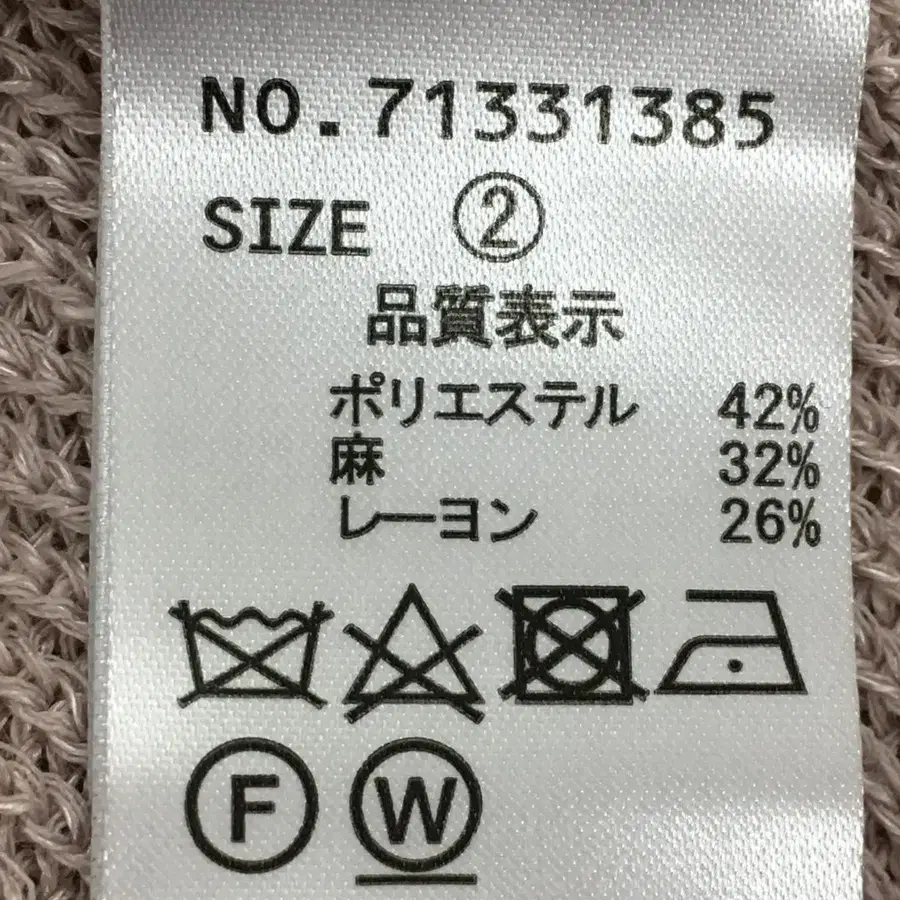 NO.71331385
SIZE ②
品質表示
ポリエステル 42%
麻 32%
レーヨン 26%
F W